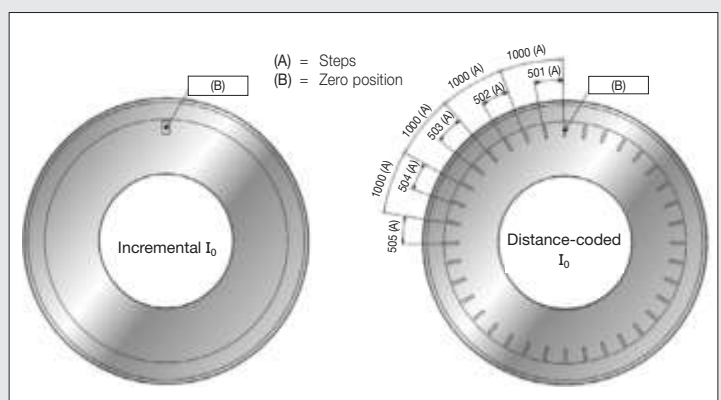 (A) = Steps
(B) = Zero position
(B)
Incremental I₀
1000 (A)
501 (A)
1000 (A)
502 (A)
1000 (A)
503 (A)
1000 (A)
504 (A)
505 (A)
(B)
Distance-coded
I₀